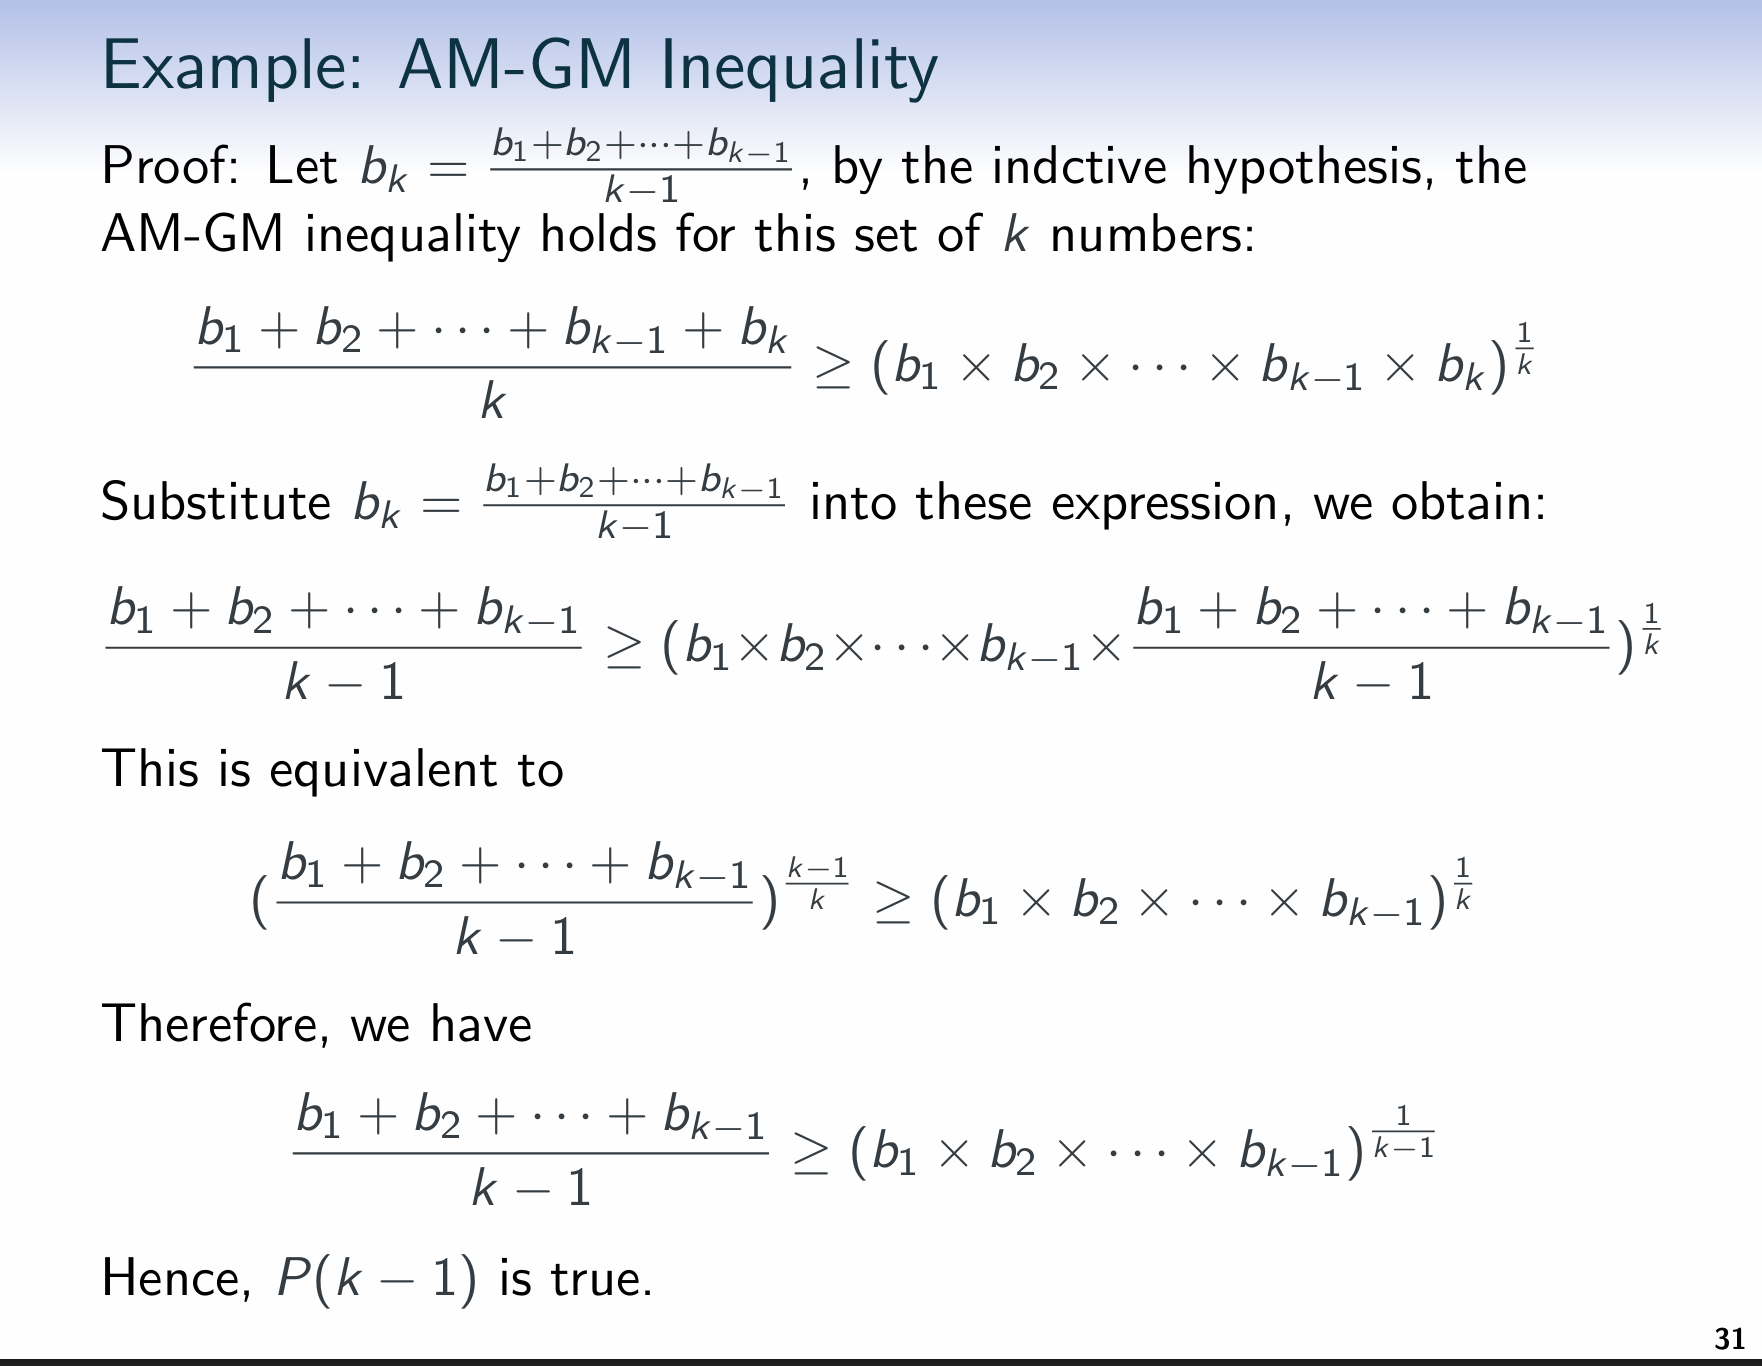 Example: AM-GM Inequality
Proof: Let $b_k = \frac{b_1+b_2+\cdots+b_{k-1}}{k-1}$, by the indctive hypothesis, the
AM-GM inequality holds for this set of $k$ numbers:
$\frac{b_1 + b_2 + \cdots + b_{k-1} + b_k}{k} \geq (b_1 \times b_2 \times \cdots \times b_{k-1} \times b_k)^{\frac{1}{k}}$
Substitute $b_k = \frac{b_1+b_2+\cdots+b_{k-1}}{k-1}$ into these expression, we obtain:
$\frac{b_1 + b_2 + \cdots + b_{k-1}}{k-1} \geq (b_1 \times b_2 \times \cdots \times b_{k-1} \times \frac{b_1 + b_2 + \cdots + b_{k-1}}{k-1})^{\frac{1}{k}}$
This is equivalent to
$(\frac{b_1 + b_2 + \cdots + b_{k-1}}{k-1})^{\frac{k-1}{k}} \geq (b_1 \times b_2 \times \cdots \times b_{k-1})^{\frac{1}{k}}$
Therefore, we have
$\frac{b_1 + b_2 + \cdots + b_{k-1}}{k-1} \geq (b_1 \times b_2 \times \cdots \times b_{k-1})^{\frac{1}{k-1}}$
Hence, $P(k-1)$ is true.
31